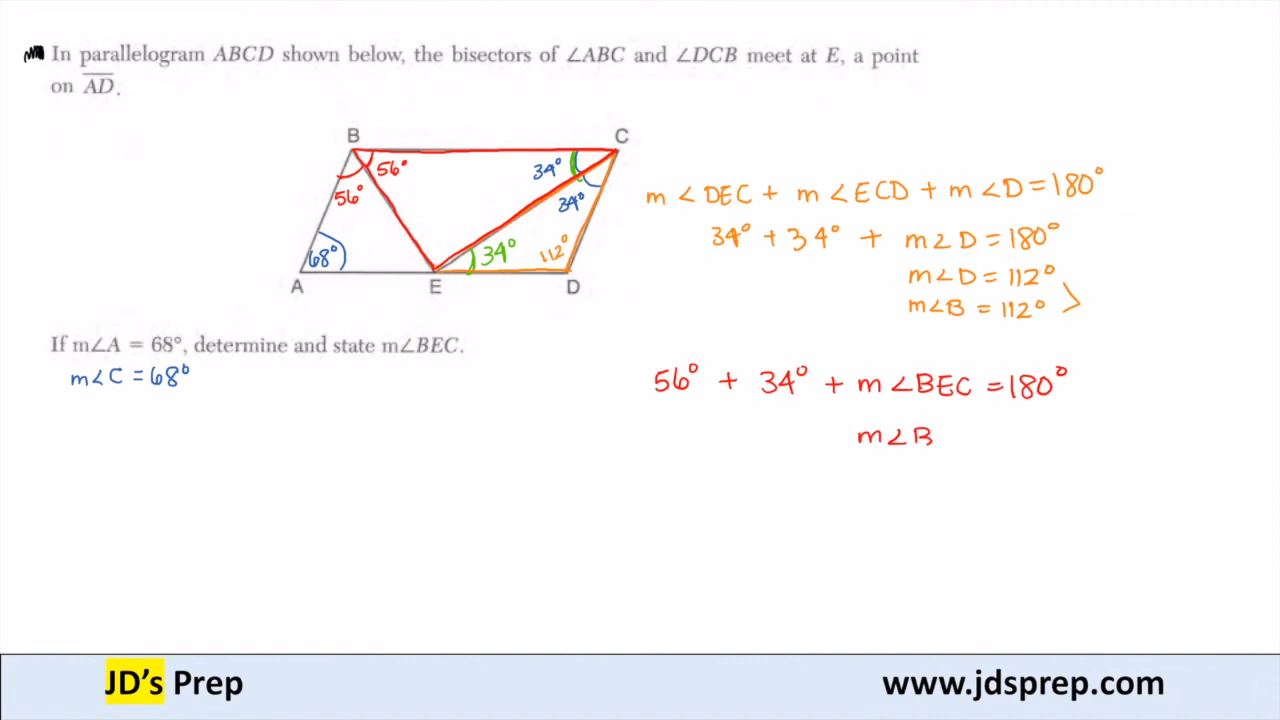 In parallelogram ABCD shown below, the bisectors of ∠ABC and ∠DCB meet at E, a point
on A̅D̅.
B
C
56°
56°
34°
34°
68°
34°
112°
A
E
D
m∠DEC + m∠ECD + m∠D = 180°
34° + 34° + m∠D = 180°
m∠D = 112°
m∠B = 112°
If m∠A = 68°, determine and state m∠BEC.
m∠C = 68°
56° + 34° + m∠BEC = 180°
m∠B
JD's Prep
www.jdsprep.com